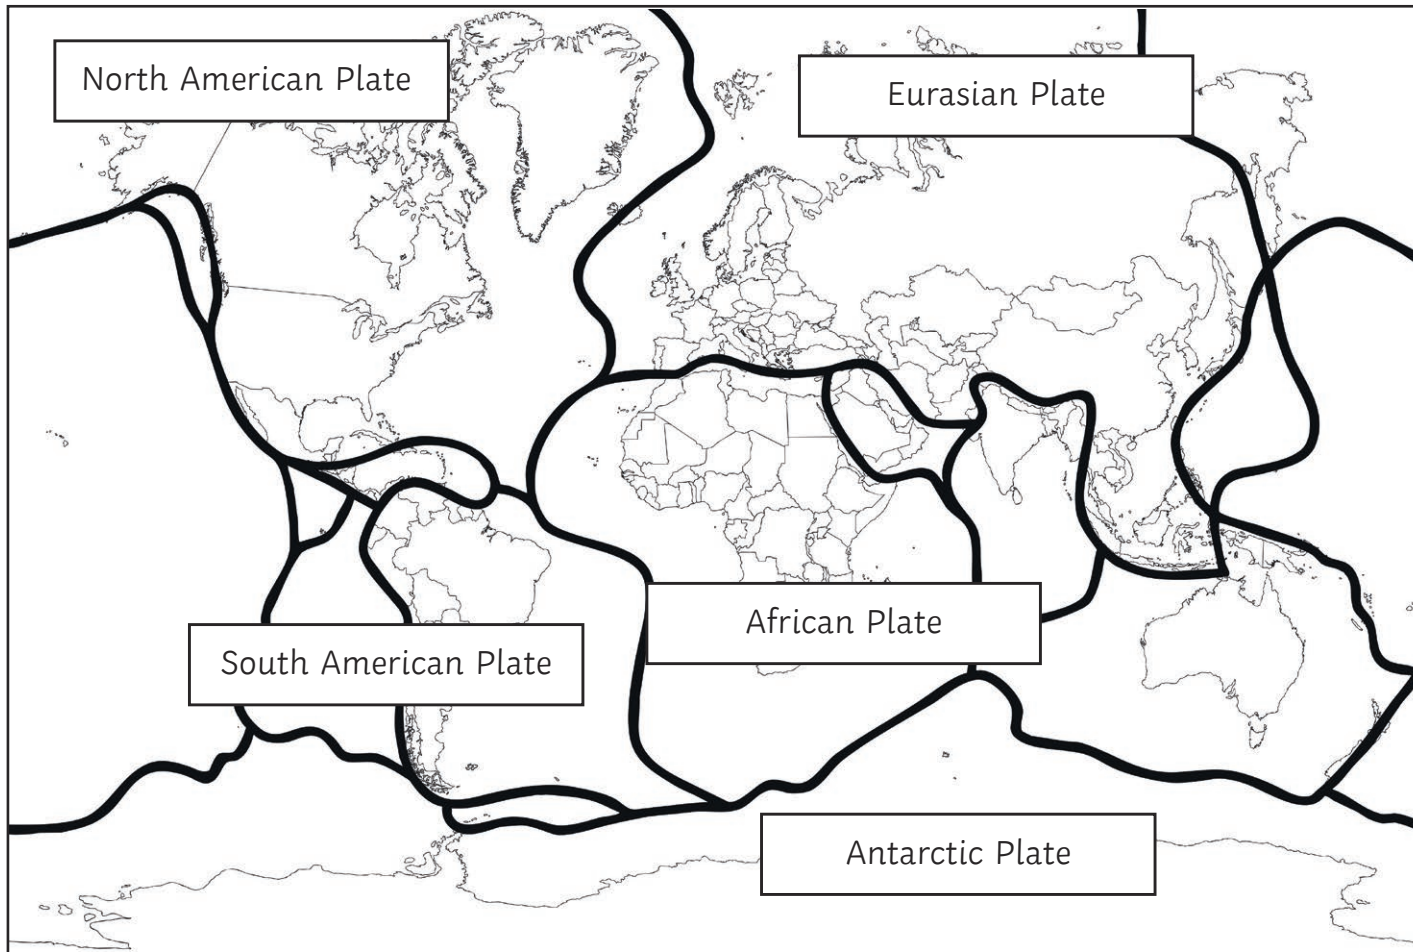 North American Plate
Eurasian Plate
African Plate
South American Plate
Antarctic Plate